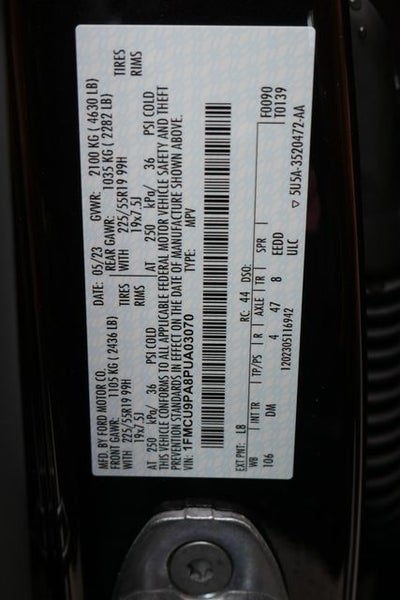 MFD. BY FORD MOTOR CO. DATE: 05/23 GVWR: 2100 KG ( 4630 LB)
FRONT GAWR: 1105 KG ( 2436 LB) REAR GAWR: 1035 KG ( 2282 LB)
WITH 225/55R19 99H TIRES WITH 225/55R19 99H TIRES
19x7.5J RIMS 19x7.5J RIMS
AT 250 kPa/ 36 PSI COLD AT 250 kPa/ 36 PSI COLD
THIS VEHICLE CONFORMS TO ALL APPLICABLE FEDERAL MOTOR VEHICLE SAFETY AND THEFT
PREVENTION STANDARDS IN EFFECT ON THE DATE OF MANUFACTURE SHOWN ABOVE.
VIN: 1FMCU9PA8PUA03070 TYPE: MPV
F0090
T0139
EXT PNT: L8 RC: 44 DSO:
WB INT TR TP/PS R AXLE TR SPR
106 DM 4 47 8 EEDD
ULC
1202305116942 ▽ 5U5A-3520472-AA